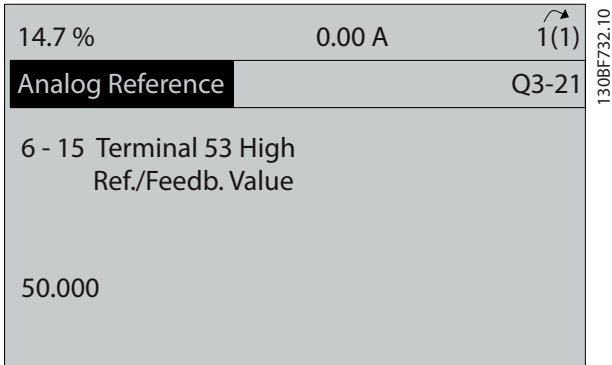 14.7 % 0.00 A 1(1)
Analog Reference Q3-21
6 - 15 Terminal 53 High
Ref./Feedb. Value
50.000
130BF732.10